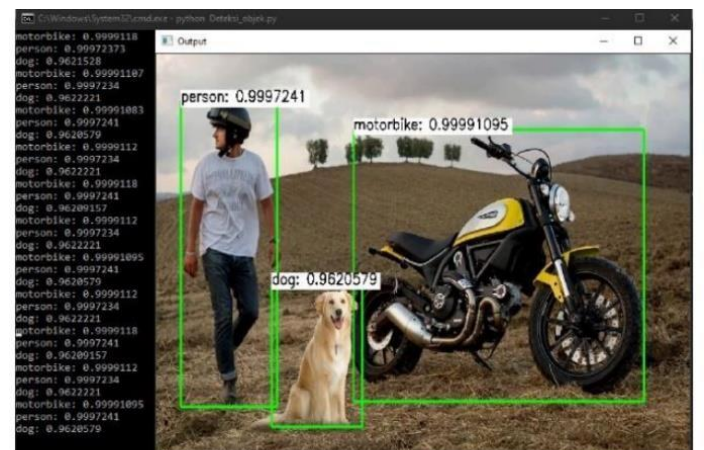 C:\Windows\System32\cmd.exe - python Deteksi_objek.py
motorbike: 0.9999118
person: 0.99972373
dog: 0.9621528
motorbike: 0.99991107
person: 0.9997234
dog: 0.9622221
motorbike: 0.99991083
person: 0.9997241
dog: 0.9620579
motorbike: 0.9999112
person: 0.9997234
dog: 0.9622221
motorbike: 0.9999118
person: 0.9997241
dog: 0.96209157
motorbike: 0.9999112
person: 0.9997234
dog: 0.9622221
motorbike: 0.99991095
person: 0.9997241
dog: 0.9620579
motorbike: 0.9999112
person: 0.9997234
dog: 0.9622221
motorbike: 0.9999118
person: 0.9997241
dog: 0.96209157
motorbike: 0.9999112
person: 0.9997234
dog: 0.9622221
motorbike: 0.99991095
person: 0.9997241
dog: 0.9620579
Output
person: 0.9997241
motorbike: 0.99991095
dog: 0.9620579